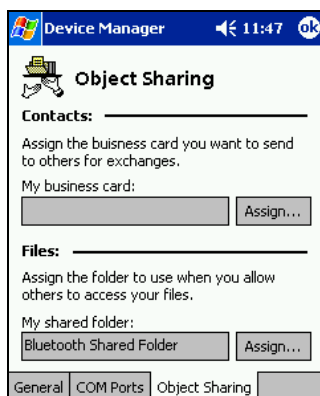 Device Manager 11:47 ok
Object Sharing
Contacts:
Assign the buisness card you want to send
to others for exchanges.
My business card:
Assign...
Files:
Assign the folder to use when you allow
others to access your files.
My shared folder:
Bluetooth Shared Folder Assign...
General COM Ports Object Sharing